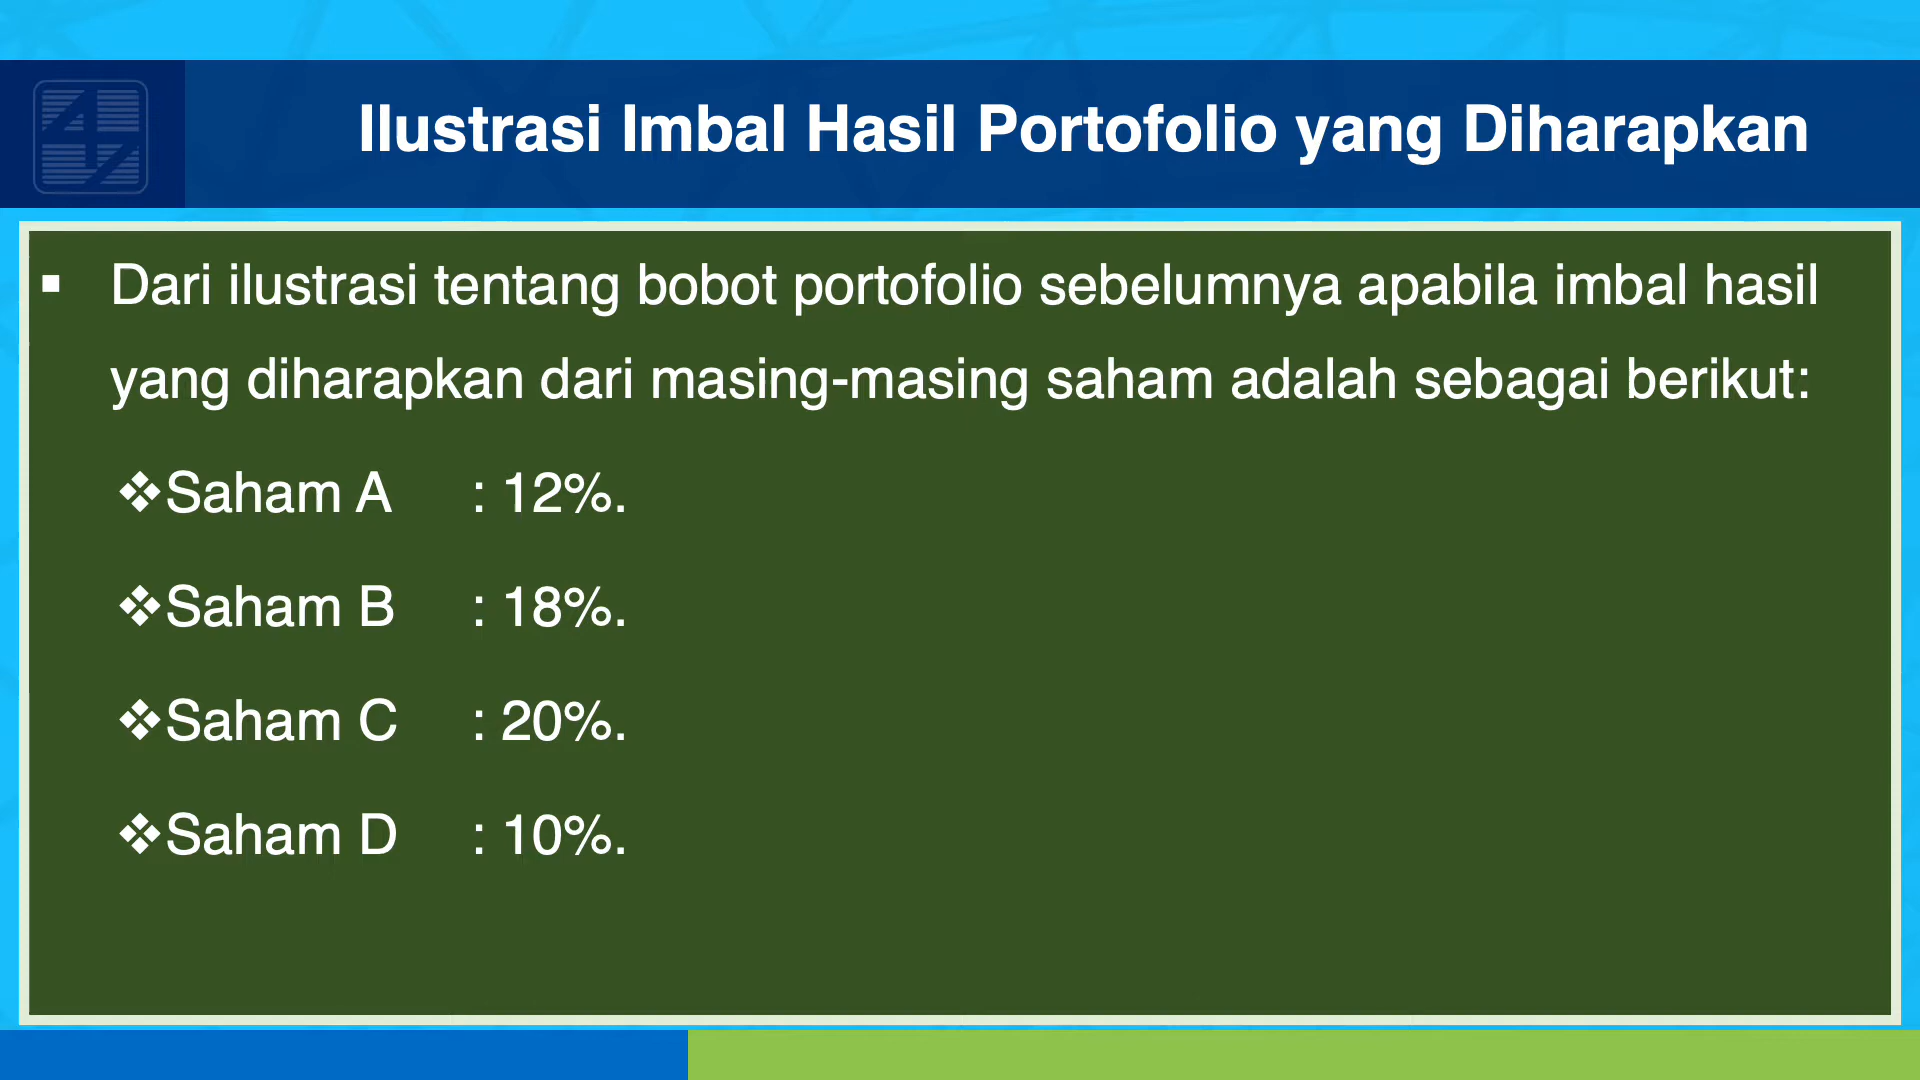 Ilustrasi Imbal Hasil Portofolio yang Diharapkan
▪ Dari ilustrasi tentang bobot portofolio sebelumnya apabila imbal hasil
yang diharapkan dari masing-masing saham adalah sebagai berikut:
❖Saham A : 12%.
❖Saham B : 18%.
❖Saham C : 20%.
❖Saham D : 10%.